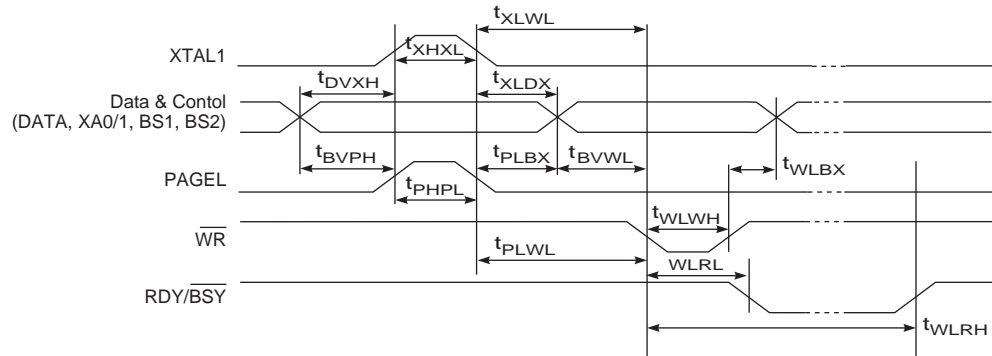 tXLWL
XTAL1
tXHXL
tDVXH
tXLDX
Data & Contol
(DATA, XA0/1, BS1, BS2)
tBVPH
tPLBX
tBVWL
tWLBX
PAGEL
tPHPL
WR
tWLWH
tPLWL
WLRL
RDY/BSY
tWLRH